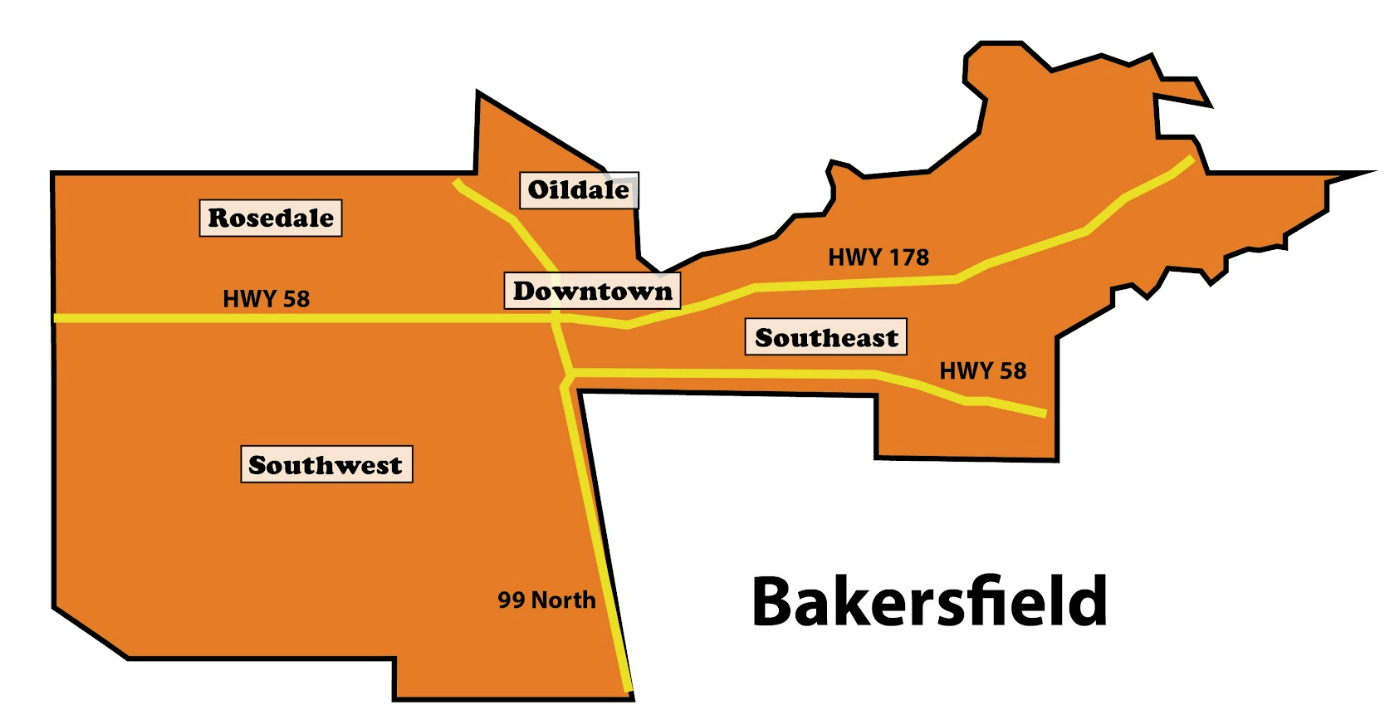 Oildale
Rosedale
HWY 178
Downtown
HWY 58
Southeast
HWY 58
Southwest
99 North
Bakersfield